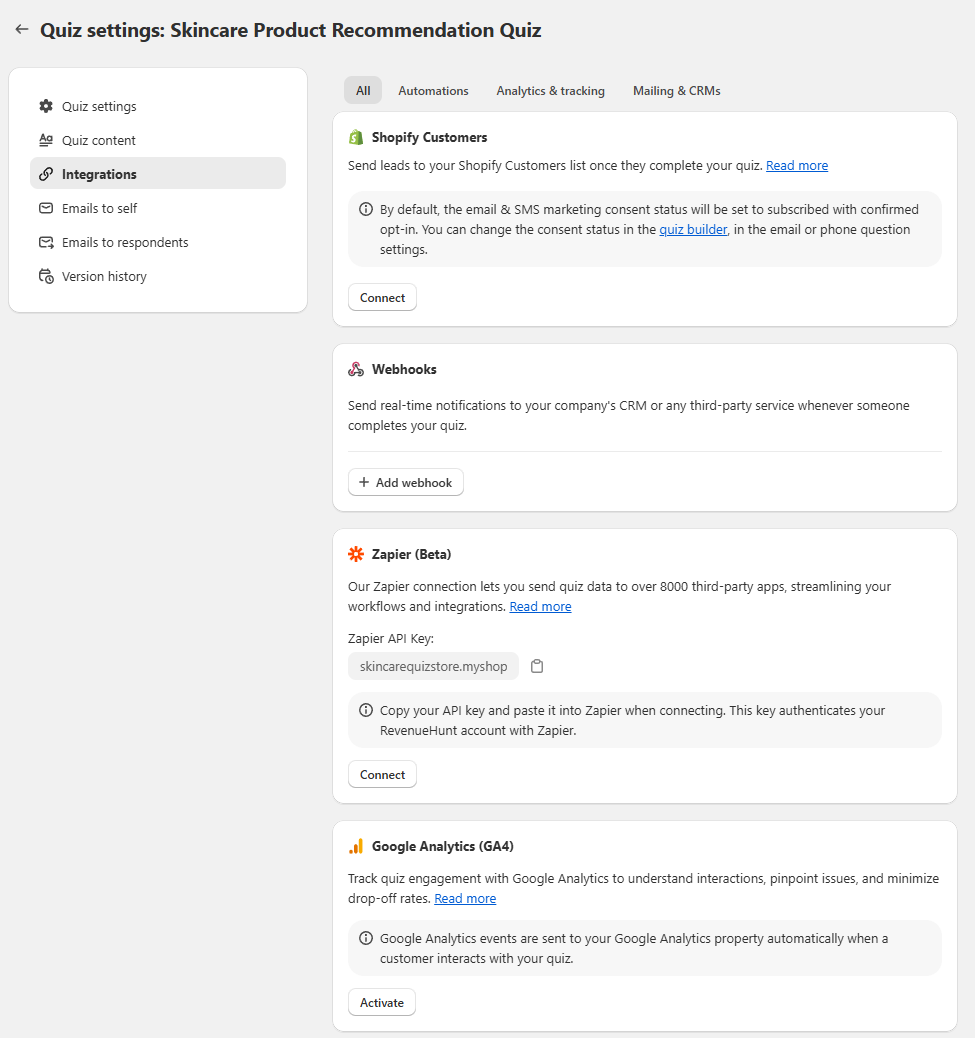 Quiz settings: Skincare Product Recommendation Quiz
Quiz settings
Quiz content
Integrations
Emails to self
Emails to respondents
Version history
All
Automations
Analytics & tracking
Mailing & CRMs
Shopify Customers
Send leads to your Shopify Customers list once they complete your quiz. Read more
By default, the email & SMS marketing consent status will be set to subscribed with confirmed
opt-in. You can change the consent status in the quiz builder, in the email or phone question
settings.
Connect
Webhooks
Send real-time notifications to your company's CRM or any third-party service whenever someone
completes your quiz.
Add webhook
Zapier (Beta)
Our Zapier connection lets you send quiz data to over 8000 third-party apps, streamlining your
workflows and integrations. Read more
Zapier API Key:
skincarequizstore.myshop
Copy your API key and paste it into Zapier when connecting. This key authenticates your
RevenueHunt account with Zapier.
Connect
Google Analytics (GA4)
Track quiz engagement with Google Analytics to understand interactions, pinpoint issues, and minimize
drop-off rates. Read more
Google Analytics events are sent to your Google Analytics property automatically when a
customer interacts with your quiz.
Activate